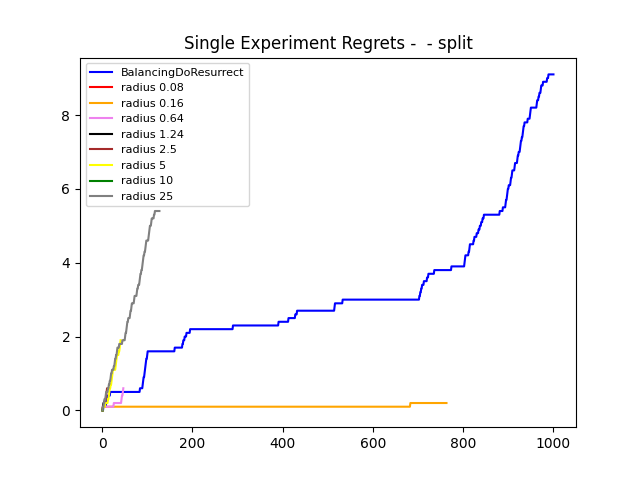 Single Experiment Regrets -  - split
BalancingDoResurrect
radius 0.08
radius 0.16
radius 0.64
radius 1.24
radius 2.5
radius 5
radius 10
radius 25
8
6
4
2
0
0 200 400 600 800 1000